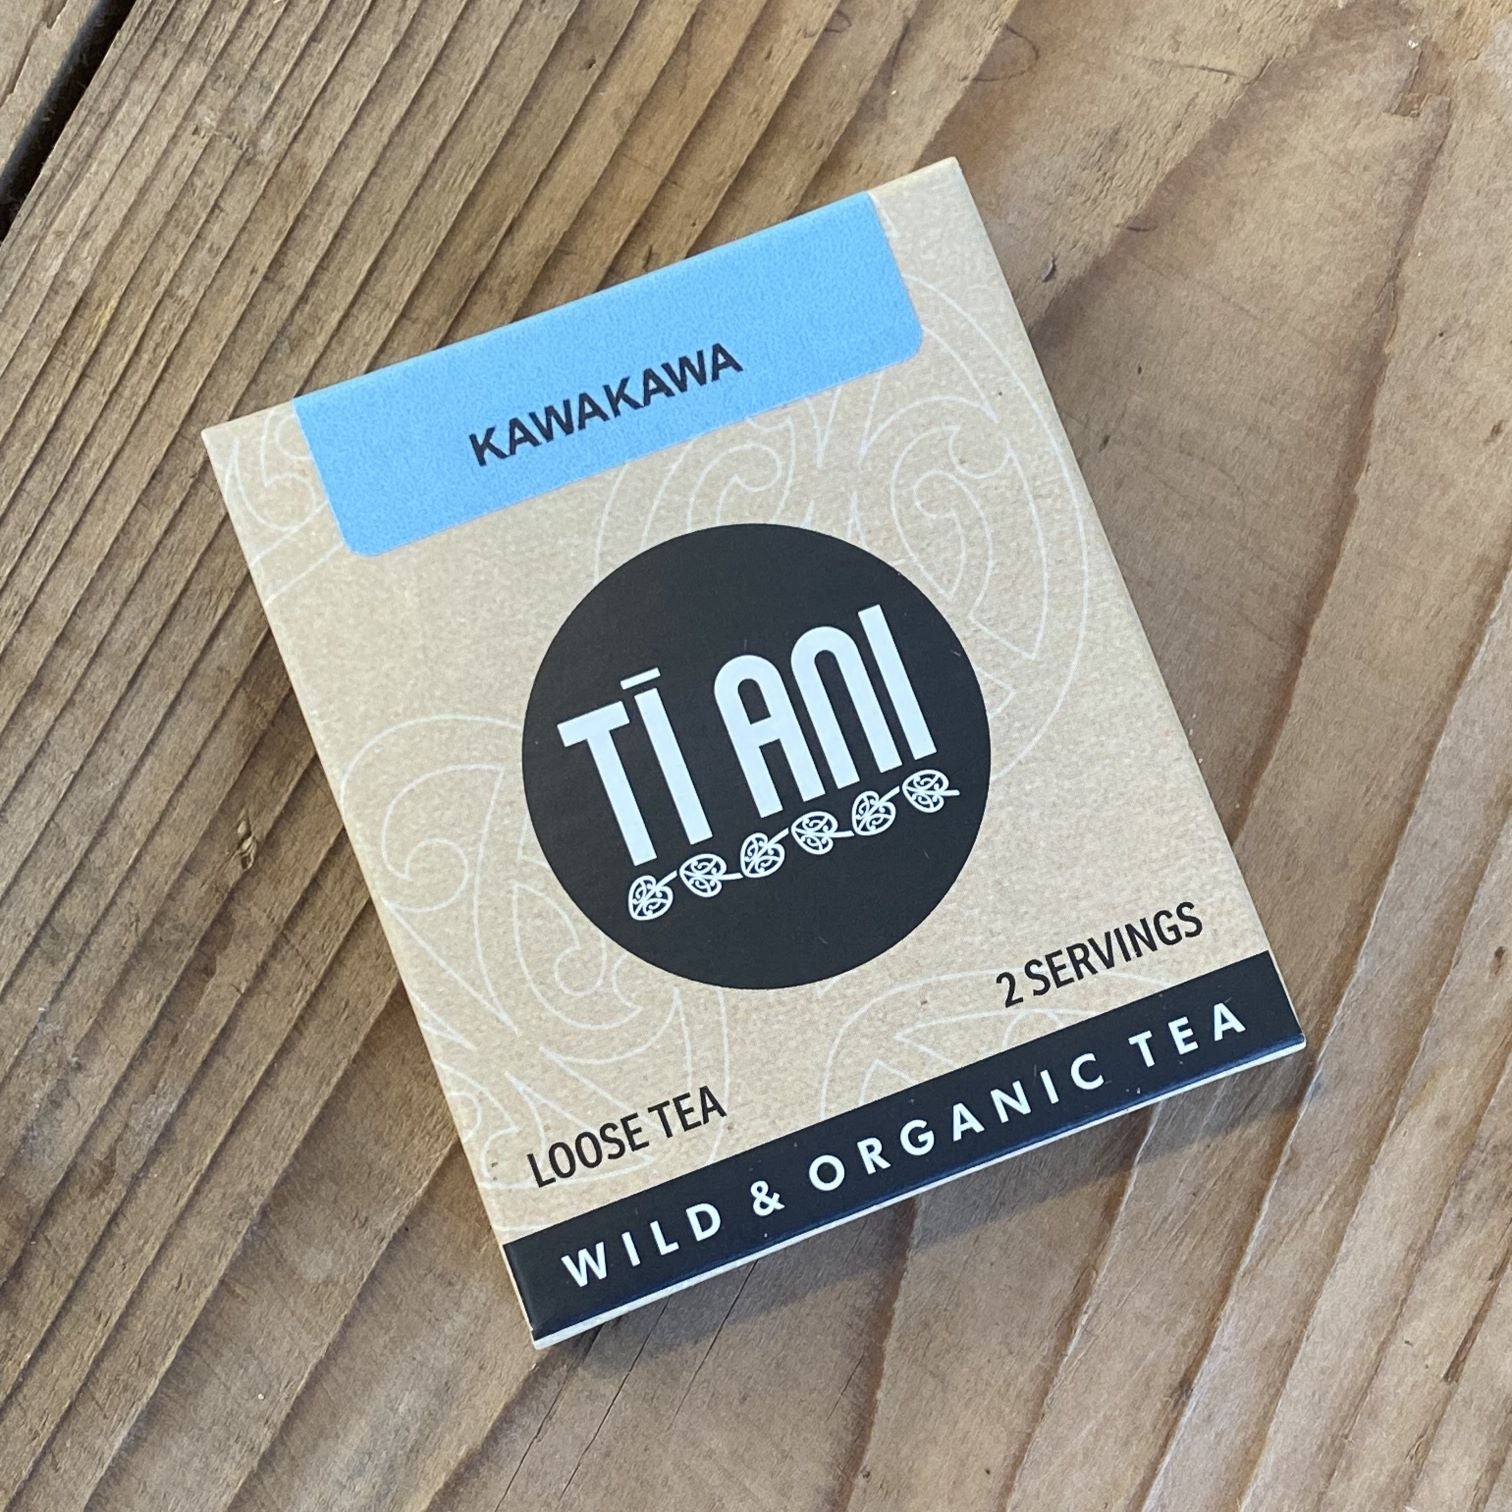 KAWAKAWA
TĪ ANI
2 SERVINGS
LOOSE TEA
WILD & ORGANIC TEA